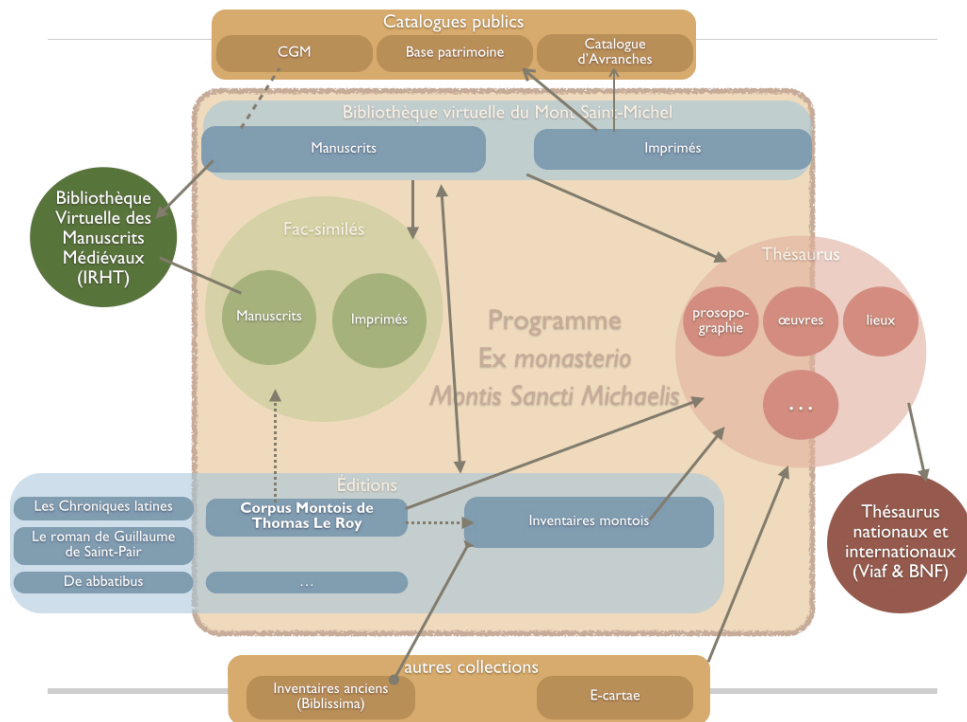 Catalogues publics
CGM
Base patrimoine
Catalogue
d'Avranches
Bibliothèque virtuelle du Mont Saint-Michel
Manuscrits
Imprimés
Bibliothèque
Virtuelle des
Manuscrits
Médiévaux
(IRHT)
Fac-similés
Manuscrits
Imprimés
Programme
Ex monasterio
Montis Sancti Michaelis
Thésaurus
prosopo-
graphie
œuvres
lieux
...
Éditions
Les Chroniques latines
Le roman de Guillaume
de Saint-Pair
De abbatibus
Corpus Montois de
Thomas Le Roy
...
Inventaires montois
Thésaurus
nationaux et
internationaux
(Viaf & BNF)
autres collections
Inventaires anciens
(Biblissima)
E-cartae